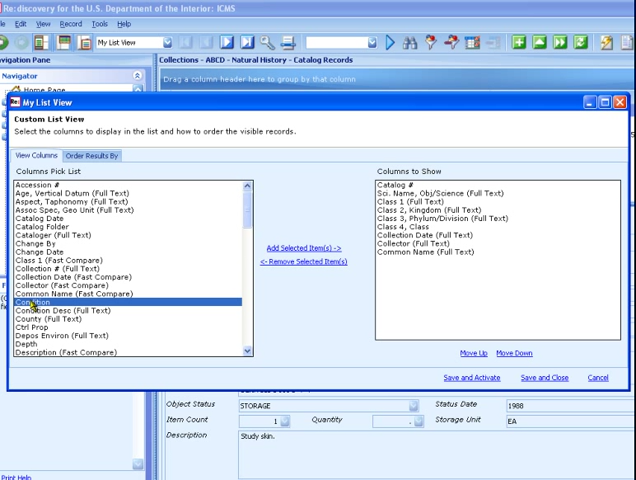 Re:discovery for the U.S. Department of the Interior: ICMS
Edit View Record Tools Help
My List View
Navigation Pane
Collections - ABCD - Natural History - Catalog Records
Navigator
Drag a column header here to group by that column
Home Page
My List View
Custom List View
Select the columns to display in the list and how to order the visible records.
View Columns Order Results By
Columns Pick List
Columns to Show
Accession #
Age, Vertical Datum (Full Text)
Aspect, Taphonomy (Full Text)
Assoc Spec, Geo Unit (Full Text)
Catalog Date
Catalog Folder
Cataloger (Full Text)
Change By
Change Date
Class 1 (Fast Compare)
Collection # (Full Text)
Collection Date (Fast Compare)
Collector (Fast Compare)
Common Name (Fast Compare)
Condition
Condition Desc (Full Text)
County (Full Text)
Ctrl Prop
Depos Environ (Full Text)
Depth
Description (Fast Compare)
Add Selected Item(s) ->
<- Remove Selected Item(s)
Catalog #
Sci. Name, Obj/Science (Full Text)
Class 1 (Full Text)
Class 2, Kingdom (Full Text)
Class 3, Phylum/Division (Full Text)
Class 4, Class
Collection Date (Full Text)
Collector (Full Text)
Common Name (Full Text)
Move Up Move Down
Save and Activate Save and Close Cancel
Object Status STORAGE Status Date 1988
Item Count 1 Quantity . Storage Unit EA
Description Study skin.
Print Help